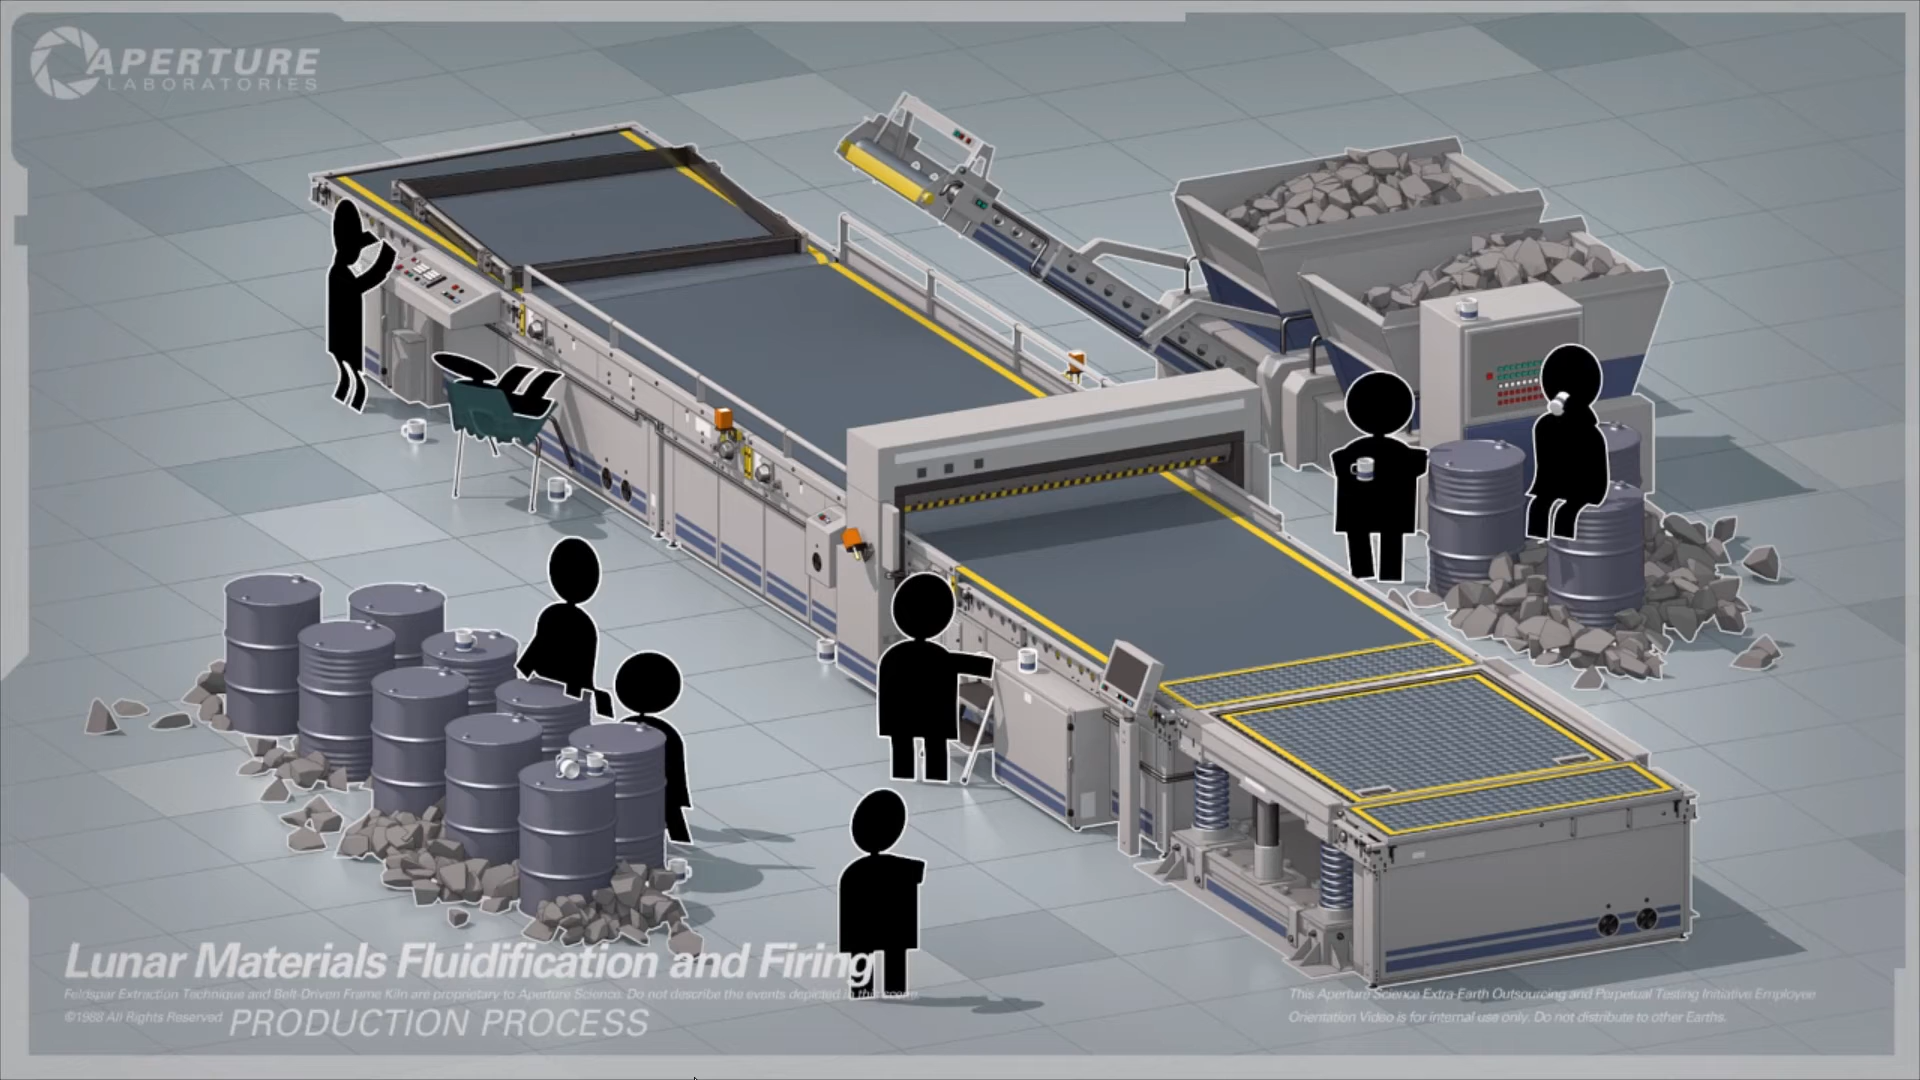 APERTURE
LABORATORIES
Lunar Materials Fluidification and Firing
Feldspar Extraction Technique and Belt-Driven Frame Kiln are proprietary to Aperture Science. Do not describe the events depicted in this scene
©1988 All Rights Reserved PRODUCTION PROCESS
This Aperture Science Extra-Earth Outsourcing and Perpetual Testing Initiative Employee
Orientation Video is for internal use only. Do not distribute to other Earths.